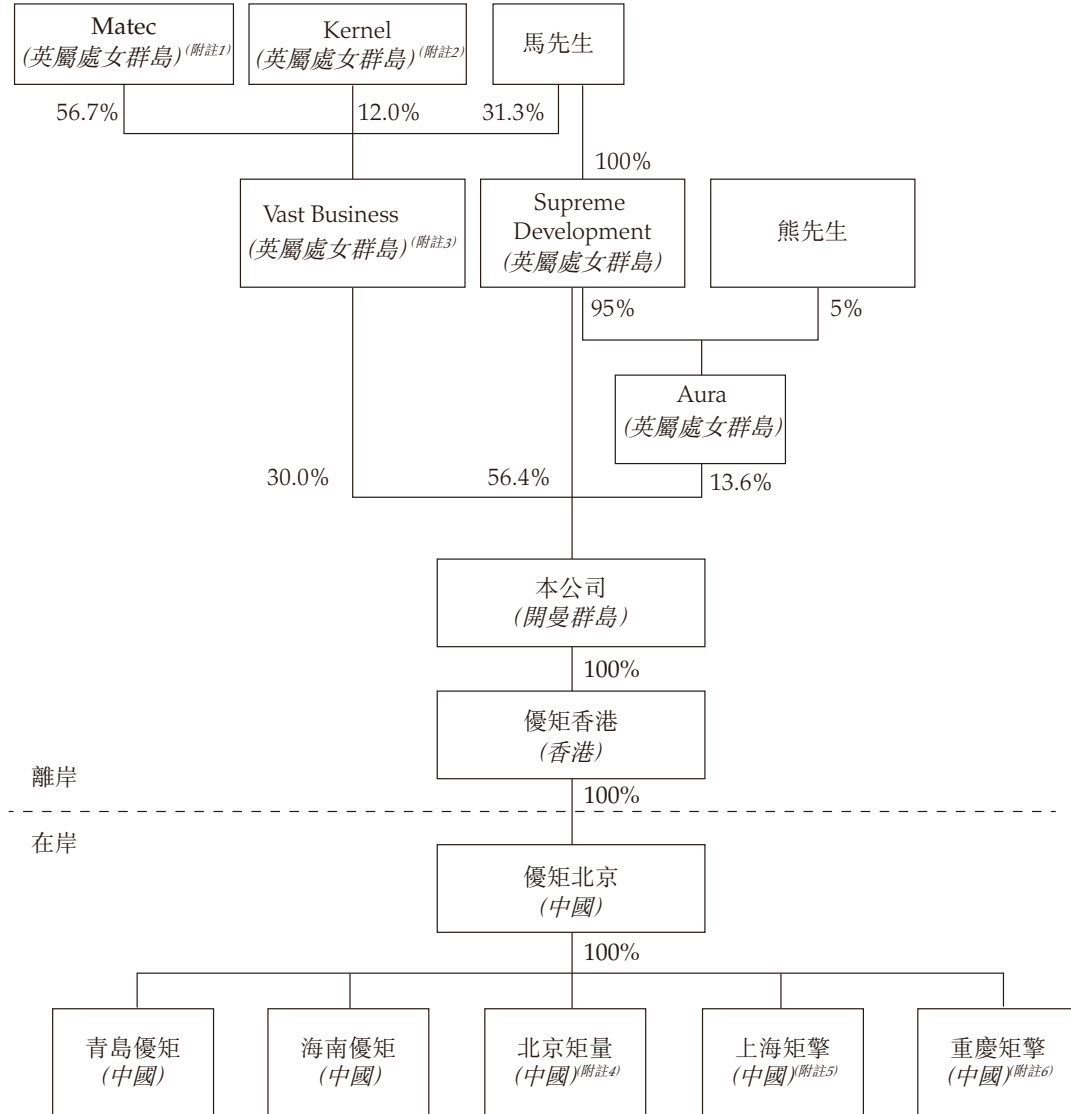 Matec
(英屬處女群島)(附註1)
Kernel
(英屬處女群島)(附註2)
馬先生
56.7%
12.0%
31.3%
100%
Vast Business
(英屬處女群島)(附註3)
Supreme
Development
(英屬處女群島)
熊先生
95%
5%
Aura
(英屬處女群島)
30.0%
56.4%
13.6%
本公司
(開曼群島)
100%
優矩香港
(香港)
離岸
100%
在岸
優矩北京
(中國)
100%
青島優矩
(中國)
海南優矩
(中國)
北京矩量
(中國)(附註4)
上海矩擎
(中國)(附註5)
重慶矩擎
(中國)(附註6)